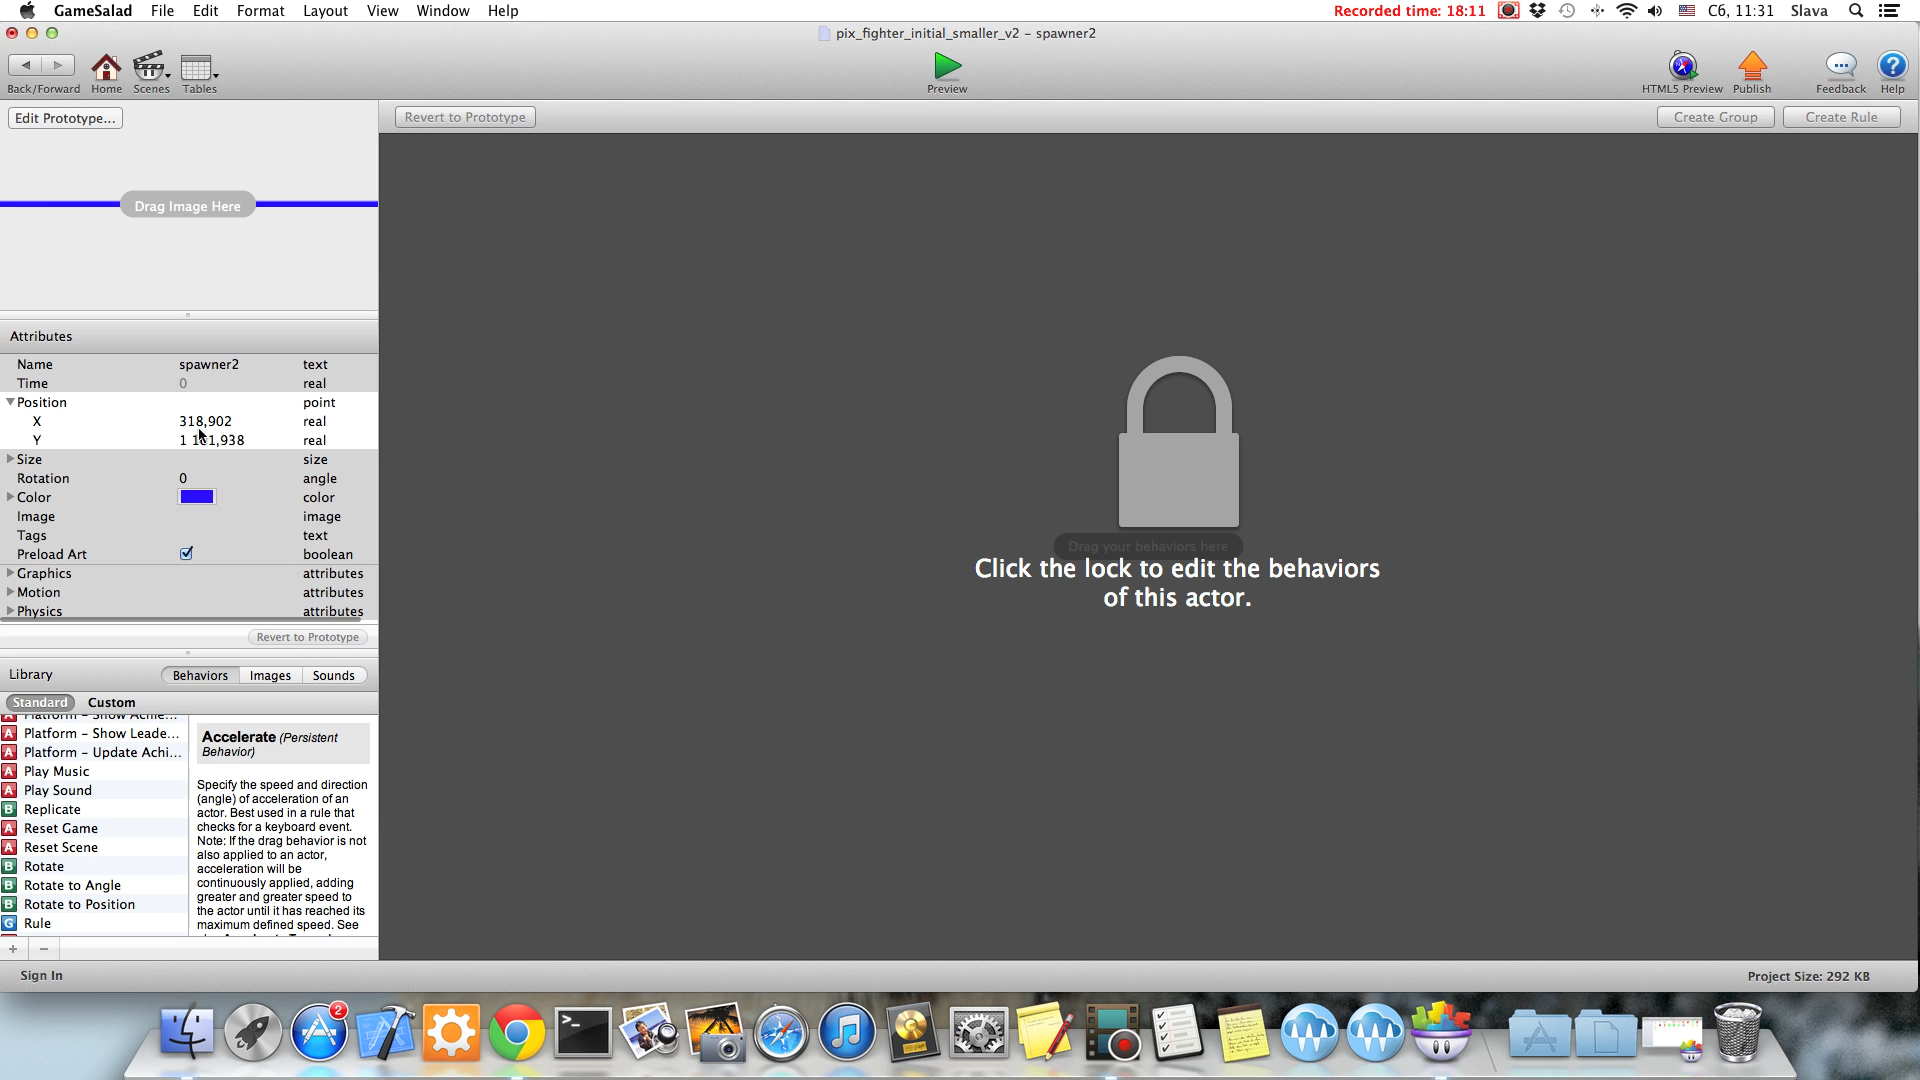 GameSalad File Edit Format Layout View Window Help
Recorded time: 18:11 C6, 11:31 Slava
pix_fighter_initial_smaller_v2 – spawner2
Back/Forward Home Scenes Tables Preview HTML5 Preview Publish Feedback Help
Edit Prototype...
Revert to Prototype Create Group Create Rule
Drag Image Here
Attributes
Name spawner2 text
Time 0 real
Position point
X 318,902 real
Y
,938 real
Size size
Rotation 0 angle
Color color
Image image
Tags text
Preload Art boolean
Graphics attributes
Motion attributes
Physics attributes
Revert to Prototype
Library Behaviors Images Sounds
Standard Custom
Platform – Show Achie...
Platform – Show Leade...
Platform – Update Achi...
Play Music
Play Sound
Replicate
Reset Game
Reset Scene
Rotate
Rotate to Angle
Rotate to Position
Rule
Accelerate (Persistent
Behavior)
Specify the speed and direction
(angle) of acceleration of an
actor. Best used in a rule that
checks for a keyboard event.
Note: If the drag behavior is not
also applied to an actor,
acceleration will be
continuously applied, adding
greater and greater speed to
the actor until it has reached its
maximum defined speed. See
Drag your behaviors here
Click the lock to edit the behaviors
of this actor.
Sign In
Project Size: 292 KB
2